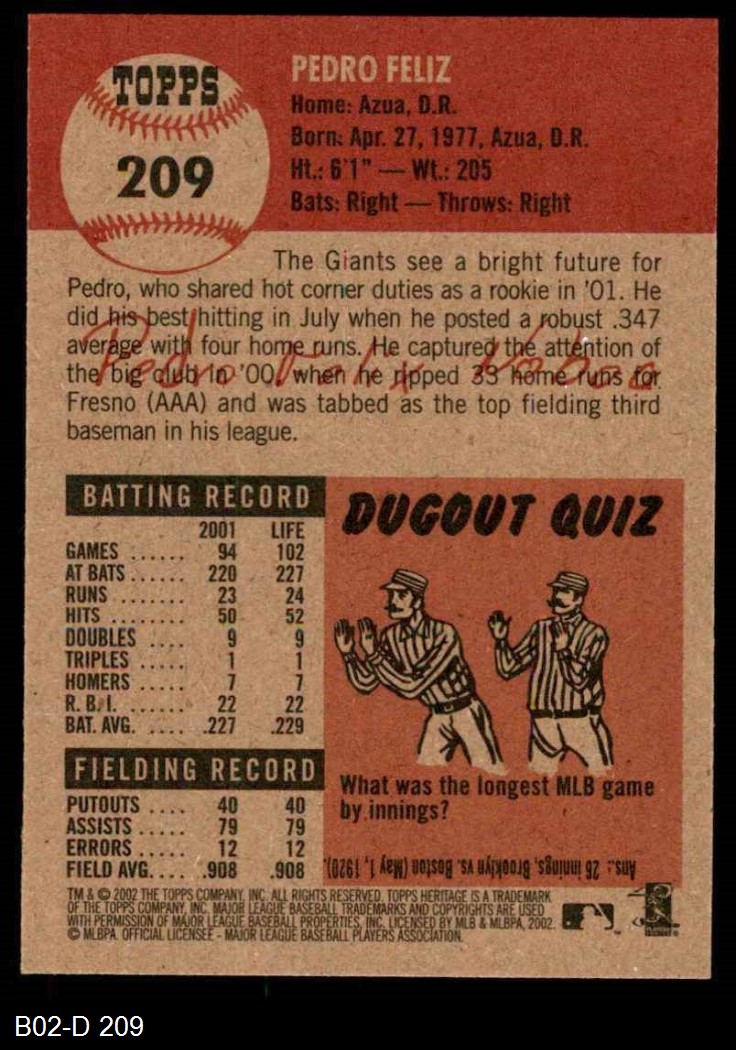 TOPPS
209
PEDRO FELIZ
Home: Azua, D.R.
Born: Apr. 27, 1977, Azua, D.R.
Ht.: 6'1" — Wt.: 205
Bats: Right — Throws: Right
The Giants see a bright future for
Pedro, who shared hot corner duties as a rookie in '01. He
did his best hitting in July when he posted a robust .347
average with four home runs. He captured the attention of
the big club in '00, when he ripped 33 home runs for
Fresno (AAA) and was tabbed as the top fielding third
baseman in his league.
Pedro Felix
BATTING RECORD
2001 LIFE
GAMES ...... 94 102
AT BATS ...... 220 227
RUNS ........ 23 24
HITS ........ 50 52
DOUBLES .... 9 9
TRIPLES ..... 1 1
HOMERS ..... 7 7
R.B.I. ...... 22 22
BAT. AVG. .... .227 .229
FIELDING RECORD
PUTOUTS .... 40 40
ASSISTS .... 79 79
ERRORS .... 12 12
FIELD AVG.... .908 .908
DUGOUT QUIZ
What was the longest MLB game
by innings?
Ans.: 26 innings, Brooklyn vs. Boston (May 1, 1920).
TM & © 2002 THE TOPPS COMPANY, INC. ALL RIGHTS RESERVED. TOPPS HERITAGE IS A TRADEMARK
OF THE TOPPS COMPANY, INC. MAJOR LEAGUE BASEBALL TRADEMARKS AND COPYRIGHTS ARE USED
WITH PERMISSION OF MAJOR LEAGUE BASEBALL PROPERTIES, INC. LICENSED BY MLB & MLBPA, 2002.
© MLBPA. OFFICIAL LICENSEE - MAJOR LEAGUE BASEBALL PLAYERS ASSOCIATION.
B02-D 209